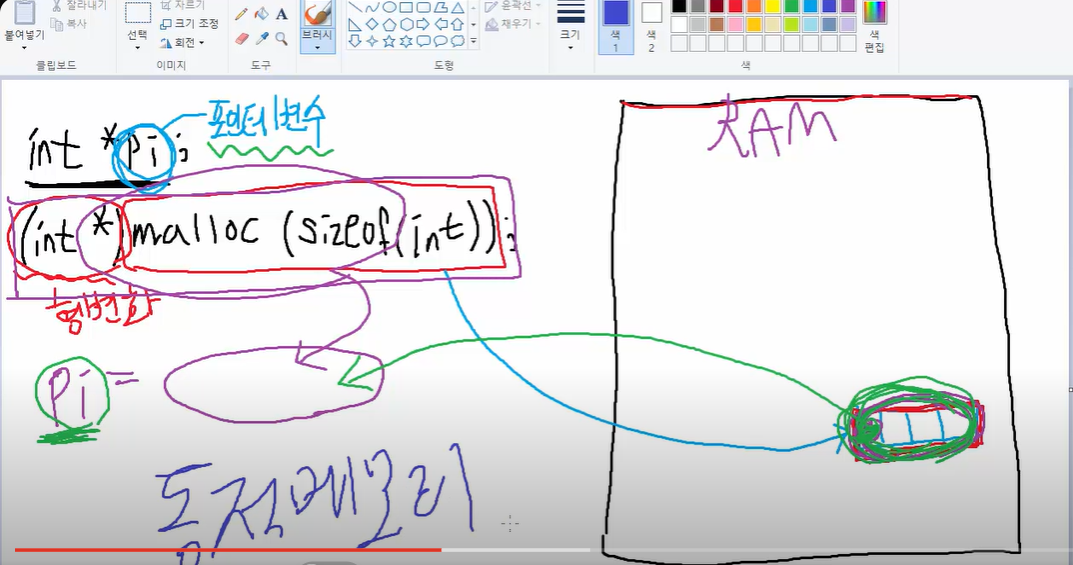 잘라내기
붙여넣기
복사
클립보드
선택
자르기
크기 조정
회전
이미지
A
도구
브러시
윤곽선
채우기
도형
크기
색
1
색
2
색
편집
색
포인터변수
int *pi;
(int *)malloc (sizeof(int));
형변환
pi =
동적메모리
RAM